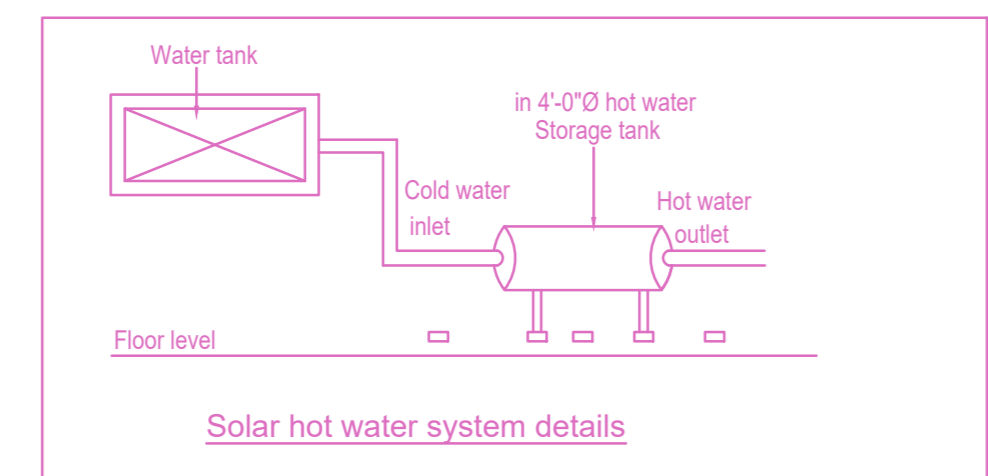 Water tank
in 4'-0"Ø hot water
Storage tank
Cold water
inlet
Hot water
outlet
Floor level
Solar hot water system details